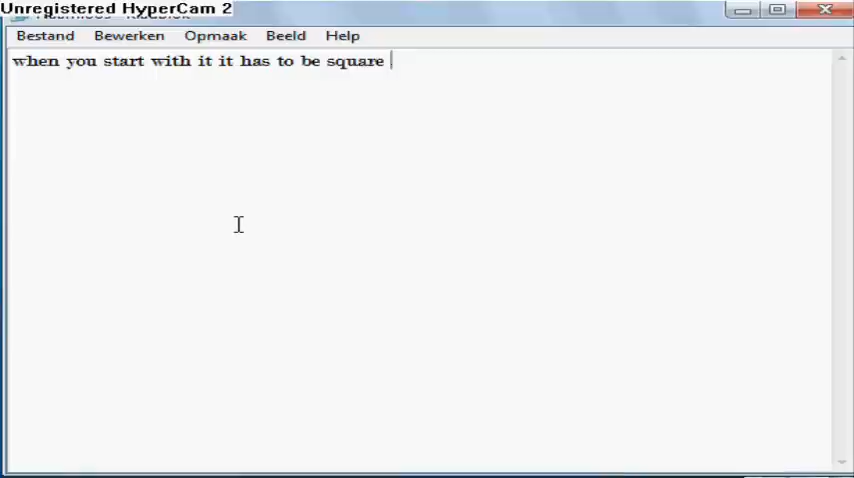 Unregistered HyperCam 2
Bestand Bewerken Opmaak Beeld Help
when you start with it it has to be square